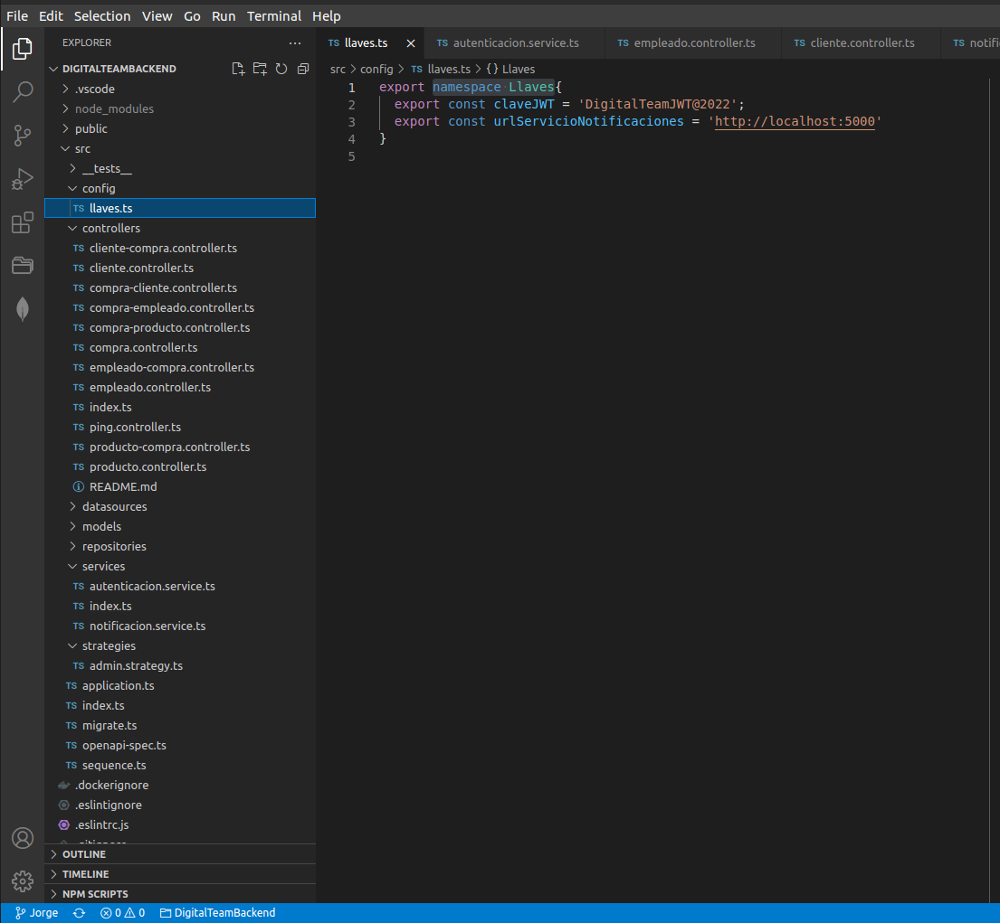 File Edit Selection View Go Run Terminal Help
EXPLORER ···
TS llaves.ts TS autenticacion.service.ts TS empleado.controller.ts TS cliente.controller.ts TS notifi
DIGITALTEAMBACKEND
src > config > TS llaves.ts > {} Llaves
1 export namespace Llaves{
2 export const claveJWT = 'DigitalTeamJWT@2022';
3 export const urlServicioNotificaciones = 'http://localhost:5000'
4 }
5
.vscode
node_modules
public
src
__tests__
config
TS llaves.ts
controllers
TS cliente-compra.controller.ts
TS cliente.controller.ts
TS compra-cliente.controller.ts
TS compra-empleado.controller.ts
TS compra-producto.controller.ts
TS compra.controller.ts
TS empleado-compra.controller.ts
TS empleado.controller.ts
TS index.ts
TS ping.controller.ts
TS producto-compra.controller.ts
TS producto.controller.ts
README.md
datasources
models
repositories
services
TS autenticacion.service.ts
TS index.ts
TS notificacion.service.ts
strategies
TS admin.strategy.ts
TS application.ts
TS index.ts
TS migrate.ts
TS openapi-spec.ts
TS sequence.ts
.dockerignore
.eslintignore
.eslintrc.js
OUTLINE
TIMELINE
NPM SCRIPTS
Jorge 0 0 DigitalTeamBackend